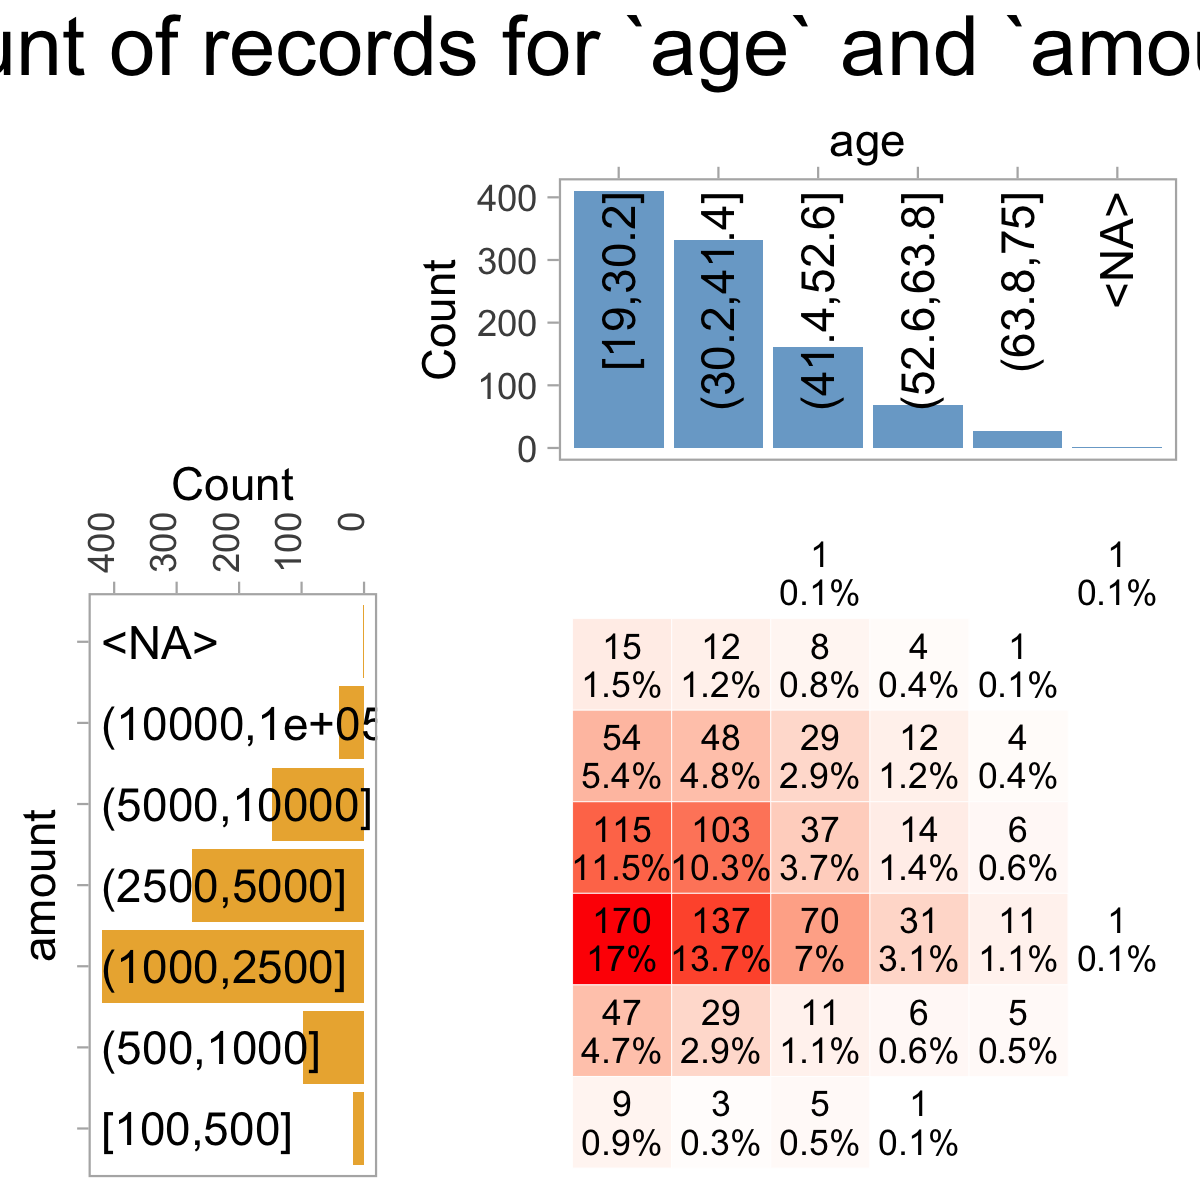 unt of records for `age` and `amou
age
Count
400
300
200
100
0
[19,30.2]
(30.2,41.4]
(41.4,52.6]
(52.6,63.8]
(63.8,75]
<NA>
Count
400
300
200
100
0
amount
<NA>
(10000,1e+05
(5000,10000]
(2500,5000]
(1000,2500]
(500,1000]
[100,500]
1 1
0.1% 0.1%
15 12 8 4 1
1.5% 1.2% 0.8% 0.4% 0.1%
54 48 29 12 4
5.4% 4.8% 2.9% 1.2% 0.4%
115 103 37 14 6
11.5% 10.3% 3.7% 1.4% 0.6%
170 137 70 31 11 1
17% 13.7% 7% 3.1% 1.1% 0.1%
47 29 11 6 5
4.7% 2.9% 1.1% 0.6% 0.5%
9 3 5 1
0.9% 0.3% 0.5% 0.1%